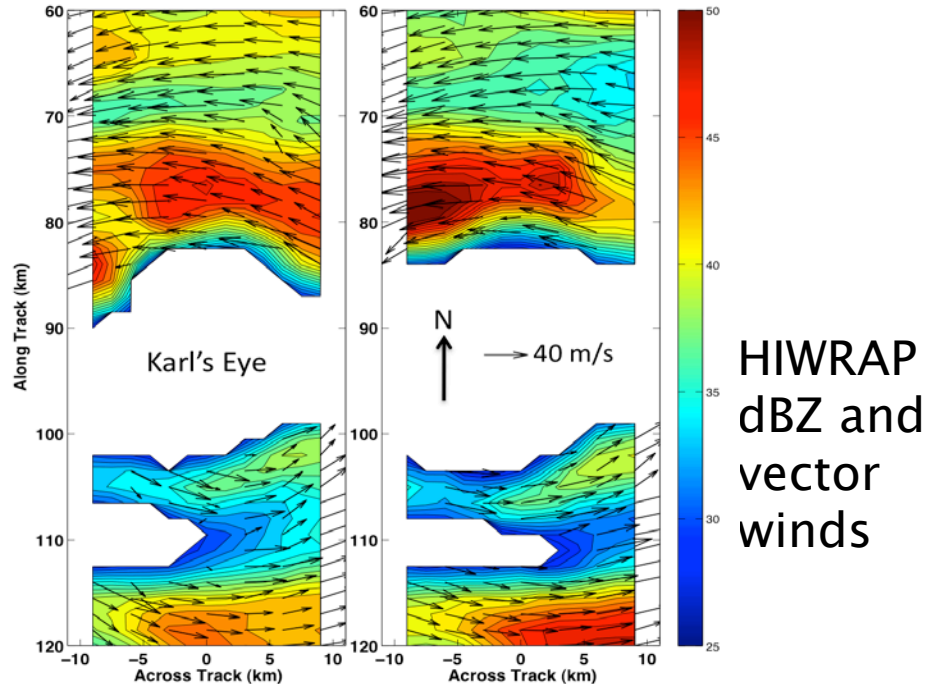 60
70
80
90
100
110
120
Along Track (km)
−10 −5 0 5 10
Across Track (km)
Karl's Eye
60
70
80
90
100
110
120
−10 −5 0 5 10
Across Track (km)
N
40 m/s
50
45
40
35
30
25
HIWRAP
dBZ and
vector
winds